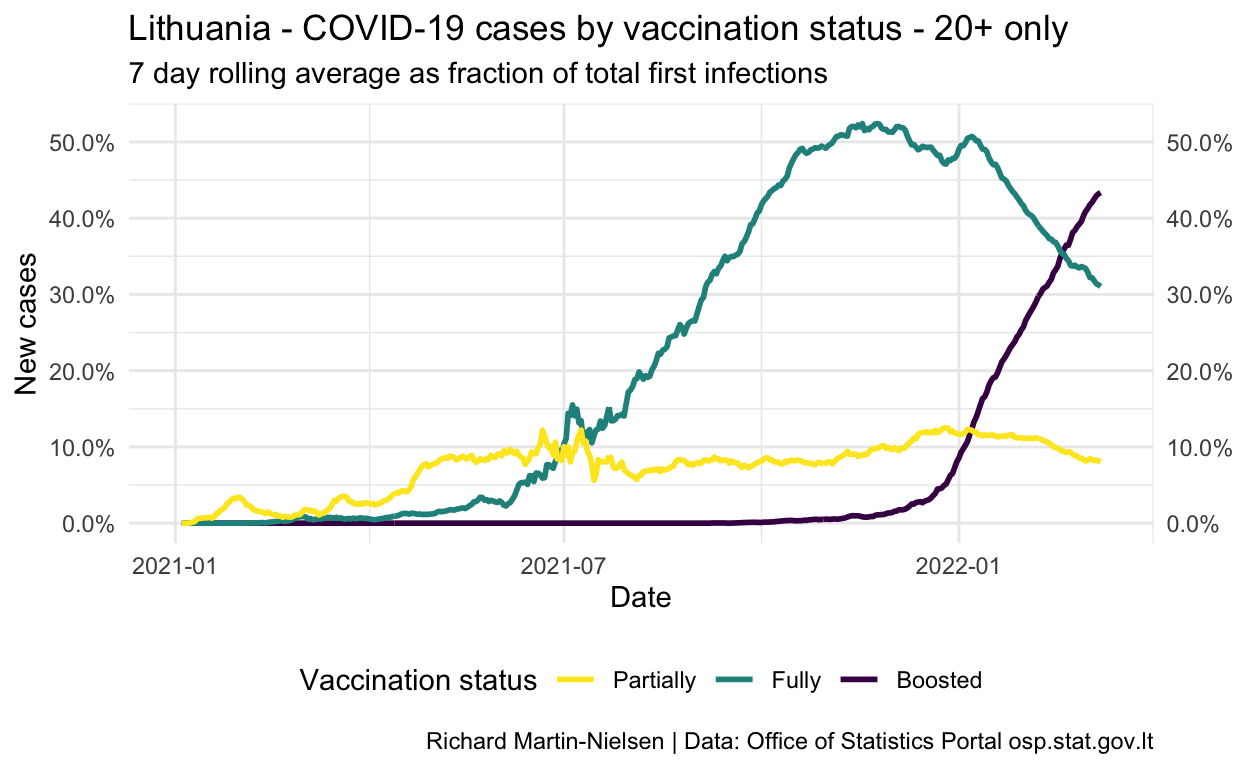 Lithuania - COVID-19 cases by vaccination status - 20+ only
7 day rolling average as fraction of total first infections
50.0% 50.0%
40.0% 40.0%
30.0% 30.0%
20.0% 20.0%
10.0% 10.0%
0.0% 0.0%
New cases
2021-01 2021-07 2022-01
Date
Vaccination status Partially Fully Boosted
Richard Martin-Nielsen | Data: Office of Statistics Portal osp.stat.gov.lt